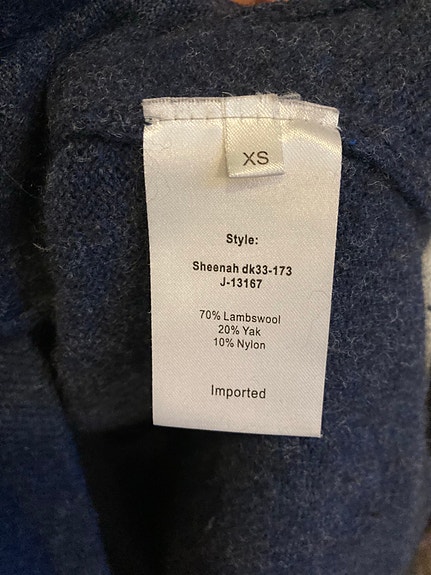 XS
Style:
Sheenah dk33-173
J-13167
70% Lambswool
20% Yak
10% Nylon
Imported